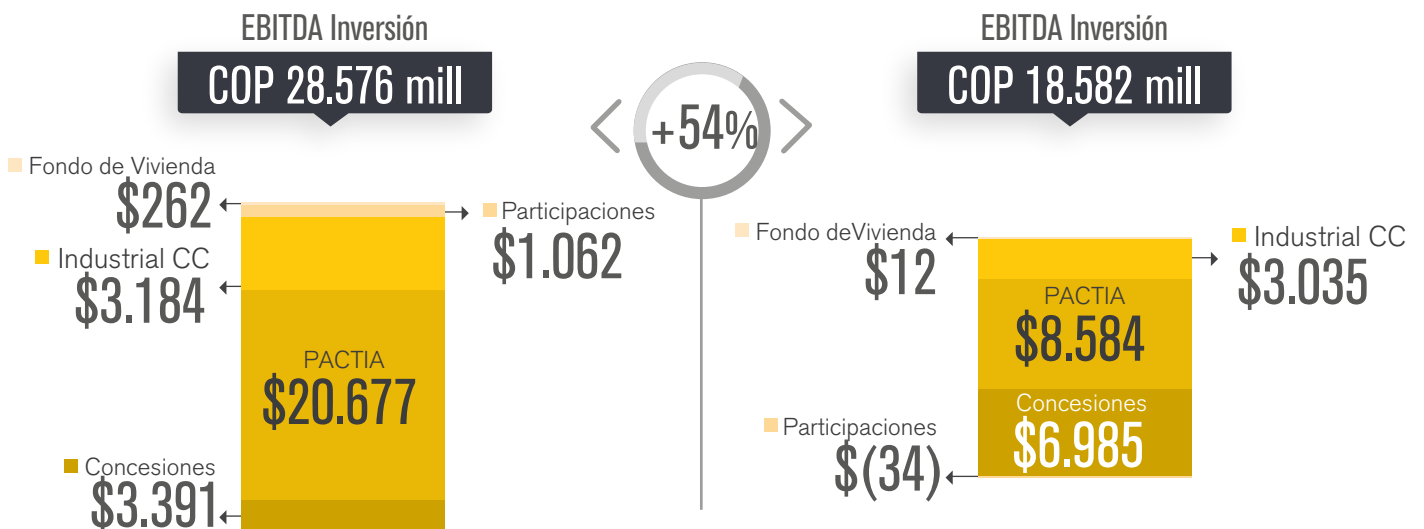 EBITDA Inversión
COP 28.576 mill
Fondo de Vivienda
$262
Participaciones
$1.062
Industrial CC
$3.184
PACTIA
$20.677
Concesiones
$3.391
+54%
EBITDA Inversión
COP 18.582 mill
Fondo deVivienda
$12
Industrial CC
$3.035
PACTIA
$8.584
Concesiones
$6.985
Participaciones
$(34)